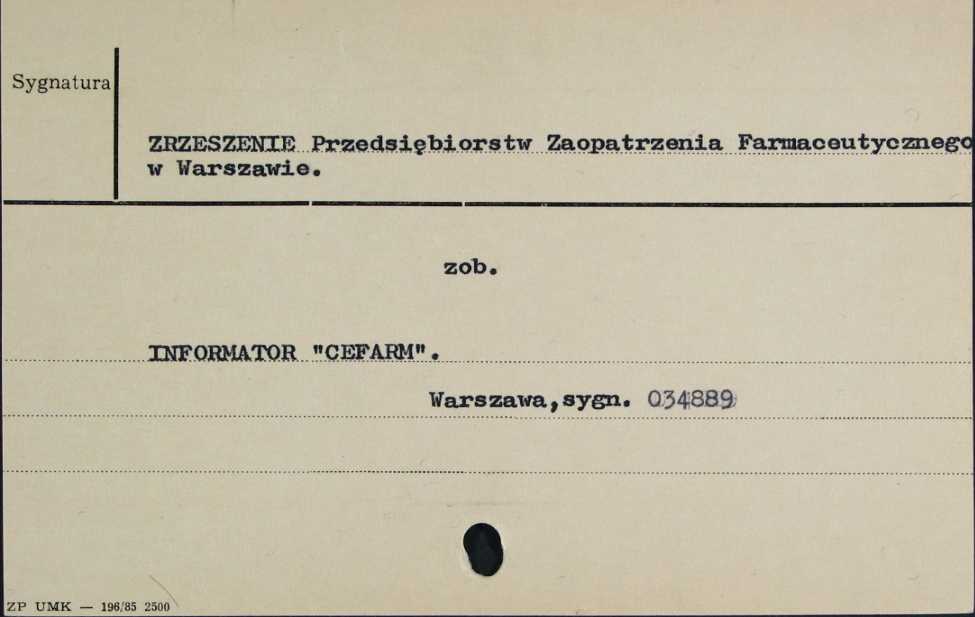 Sygnatura
ZRZESZENIE Przedsiębiorstw Zaopatrzenia Farmaceutycznego
w Warszawie.
zob.
INFORMATOR "CEFARM".
Warszawa,sygn. 034889
ZP UMK — 196/85 2500